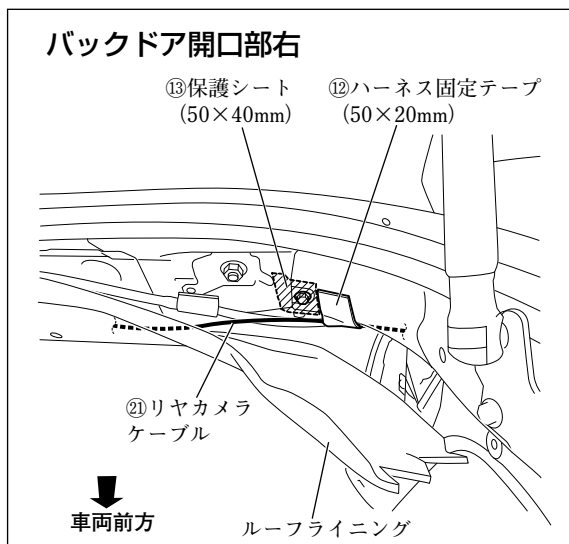 バックドア開口部右
⑬保護シート
(50×40mm)
⑫ハーネス固定テープ
(50×20mm)
㉑リヤカメラ
ケーブル
車両前方
ルーフライニング